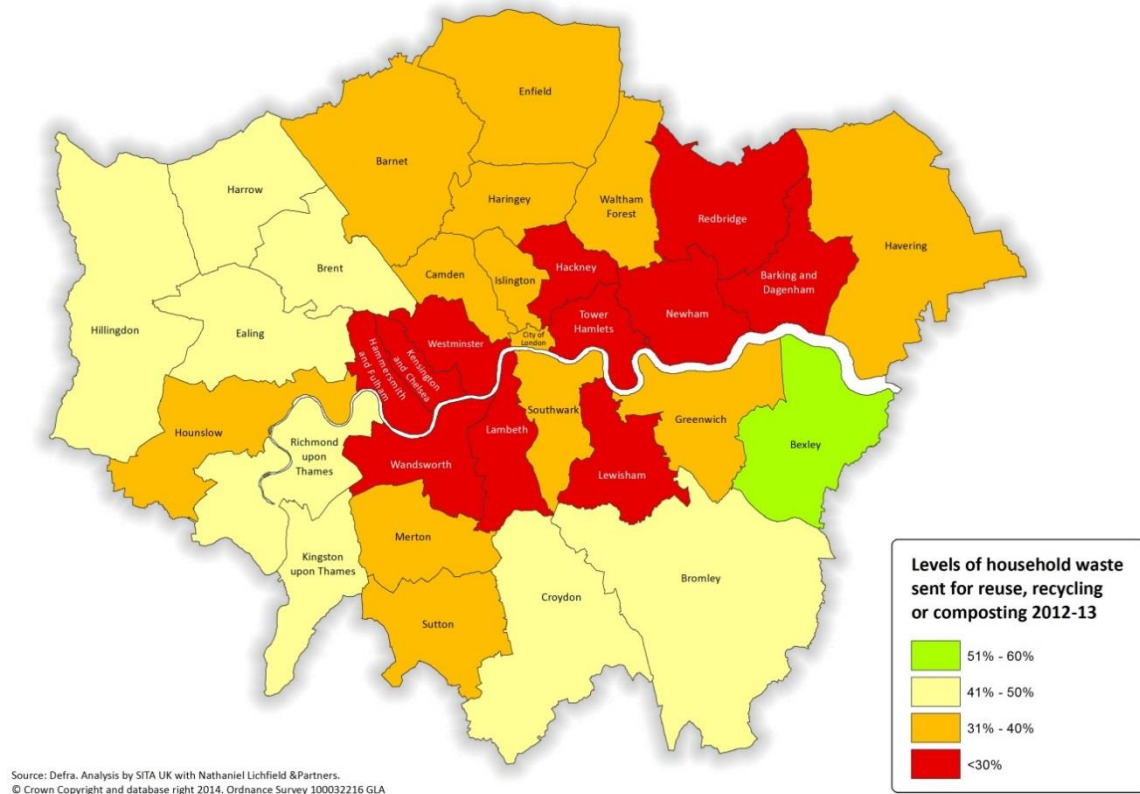 Enfield
Barnet
Harrow
Haringey
Waltham
Forest
Redbridge
Havering
Brent
Camden
Islington
Hackney
Barking and
Dagenham
Hillingdon
Ealing
Westminster
City of
London
Tower
Hamlets
Newham
Kensington
and Chelsea
Hammersmith
and Fulham
Hounslow
Richmond
upon
Thames
Wandsworth
Lambeth
Southwark
Lewisham
Greenwich
Bexley
Merton
Kingston
upon Thames
Sutton
Croydon
Bromley
Levels of household waste
sent for reuse, recycling
or composting 2012-13
51% - 60%
41% - 50%
31% - 40%
<30%
Source: Defra. Analysis by SITA UK with Nathaniel Lichfield &Partners.
© Crown Copyright and database right 2014. Ordnance Survey 100032216 GLA